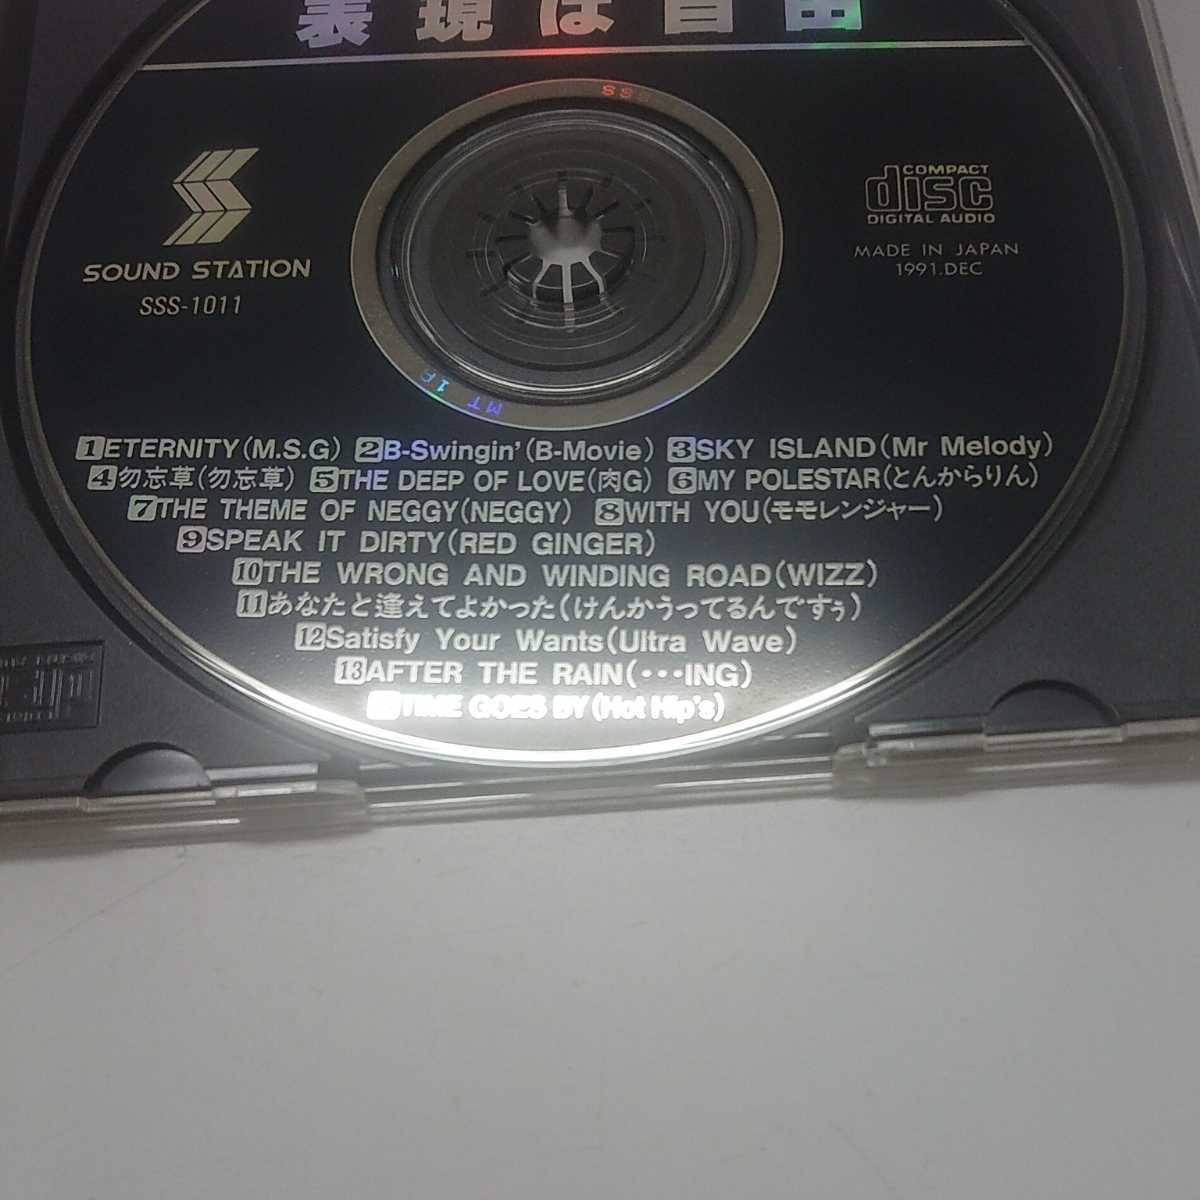 表現は自由
SOUND STATION
SSS-1011
COMPACT
disc
DIGITAL AUDIO
MADE IN JAPAN
1991.DEC
1ETERNITY(M.S.G) 2B-Swingin'(B-Movie) 3SKY ISLAND(Mr Melody)
4勿忘草(勿忘草) 5THE DEEP OF LOVE(肉G) 6MY POLESTAR(とんからりん)
7THE THEME OF NEGGY(NEGGY) 8WITH YOU(モモレンジャー)
9SPEAK IT DIRTY(RED GINGER)
10THE WRONG AND WINDING ROAD(WIZZ)
11あなたと逢えてよかった(けんかうってるんですぅ)
12Satisfy Your Wants(Ultra Wave)
13AFTER THE RAIN(・・・ING)
TIME GOES BY(Hot Hip's)